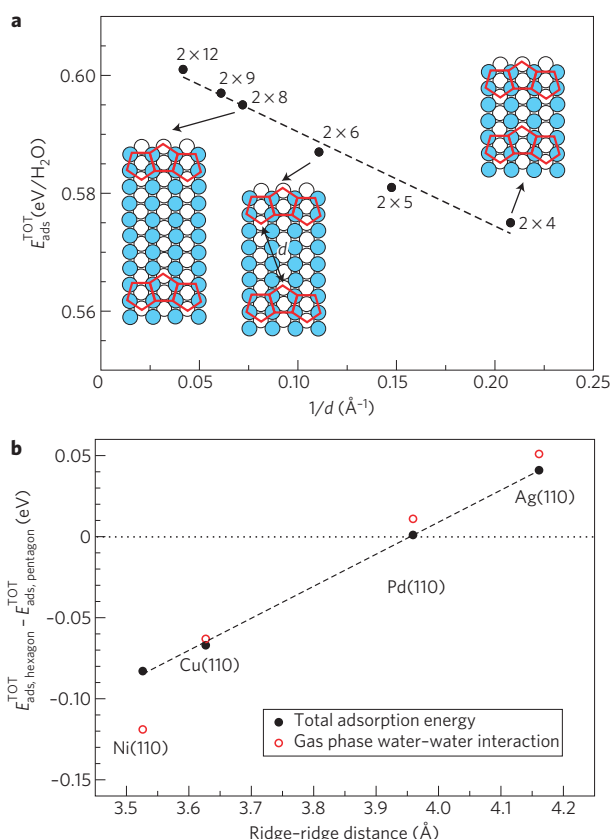 a
0.60
0.58
0.56
E_ads^TOT (eV/H₂O)
2 × 12
2 × 9
2 × 8
2 × 6
2 × 5
2 × 4
d
0
0.05
0.10
0.15
0.20
0.25
1/d (Å⁻¹)
b
0.05
0
-0.05
-0.10
-0.15
E_ads, hexagon^TOT – E_ads, pentagon^TOT (eV)
Ag(110)
Pd(110)
Cu(110)
Ni(110)
Total adsorption energy
Gas phase water–water interaction
3.5
3.6
3.7
3.8
3.9
4.0
4.1
4.2
Ridge–ridge distance (Å)